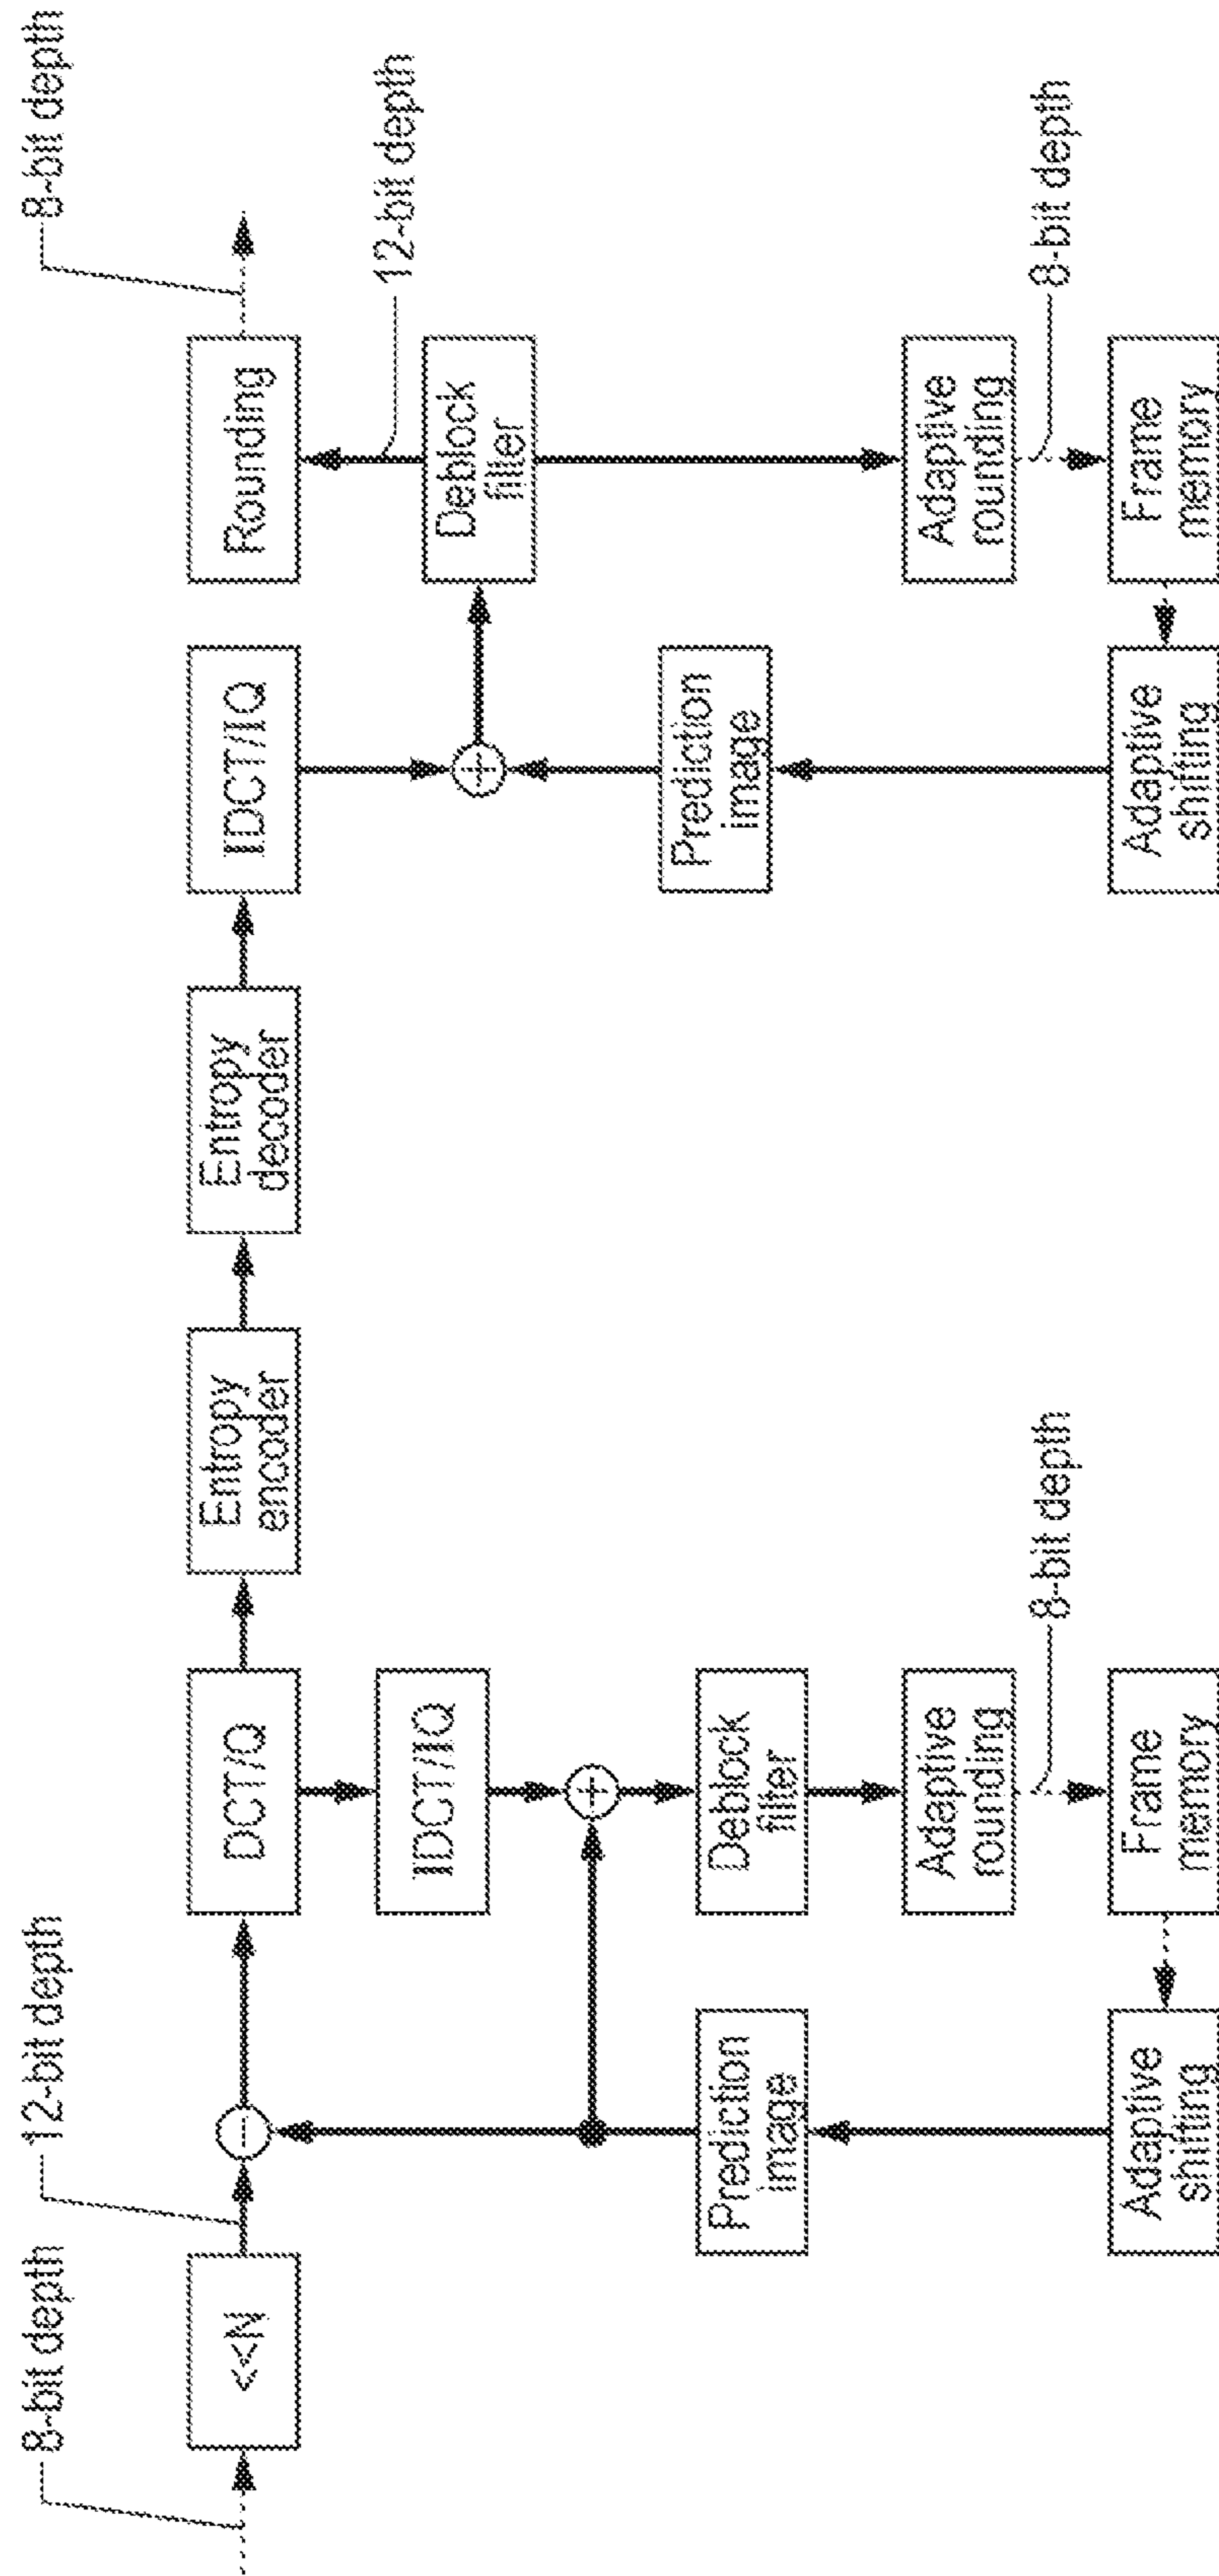 8-bit depth
12-bit depth
8-bit depth
<<N
−
DCT/Q
Entropy
encoder
Entropy
decoder
IDCT/IQ
Rounding
12-bit depth
IDCT/IQ
+
Deblock
filter
+
Prediction
image
Deblock
filter
Prediction
image
Adaptive
rounding
8-bit depth
Adaptive
rounding
8-bit depth
Adaptive
shifting
Frame
memory
Adaptive
shifting
Frame
memory